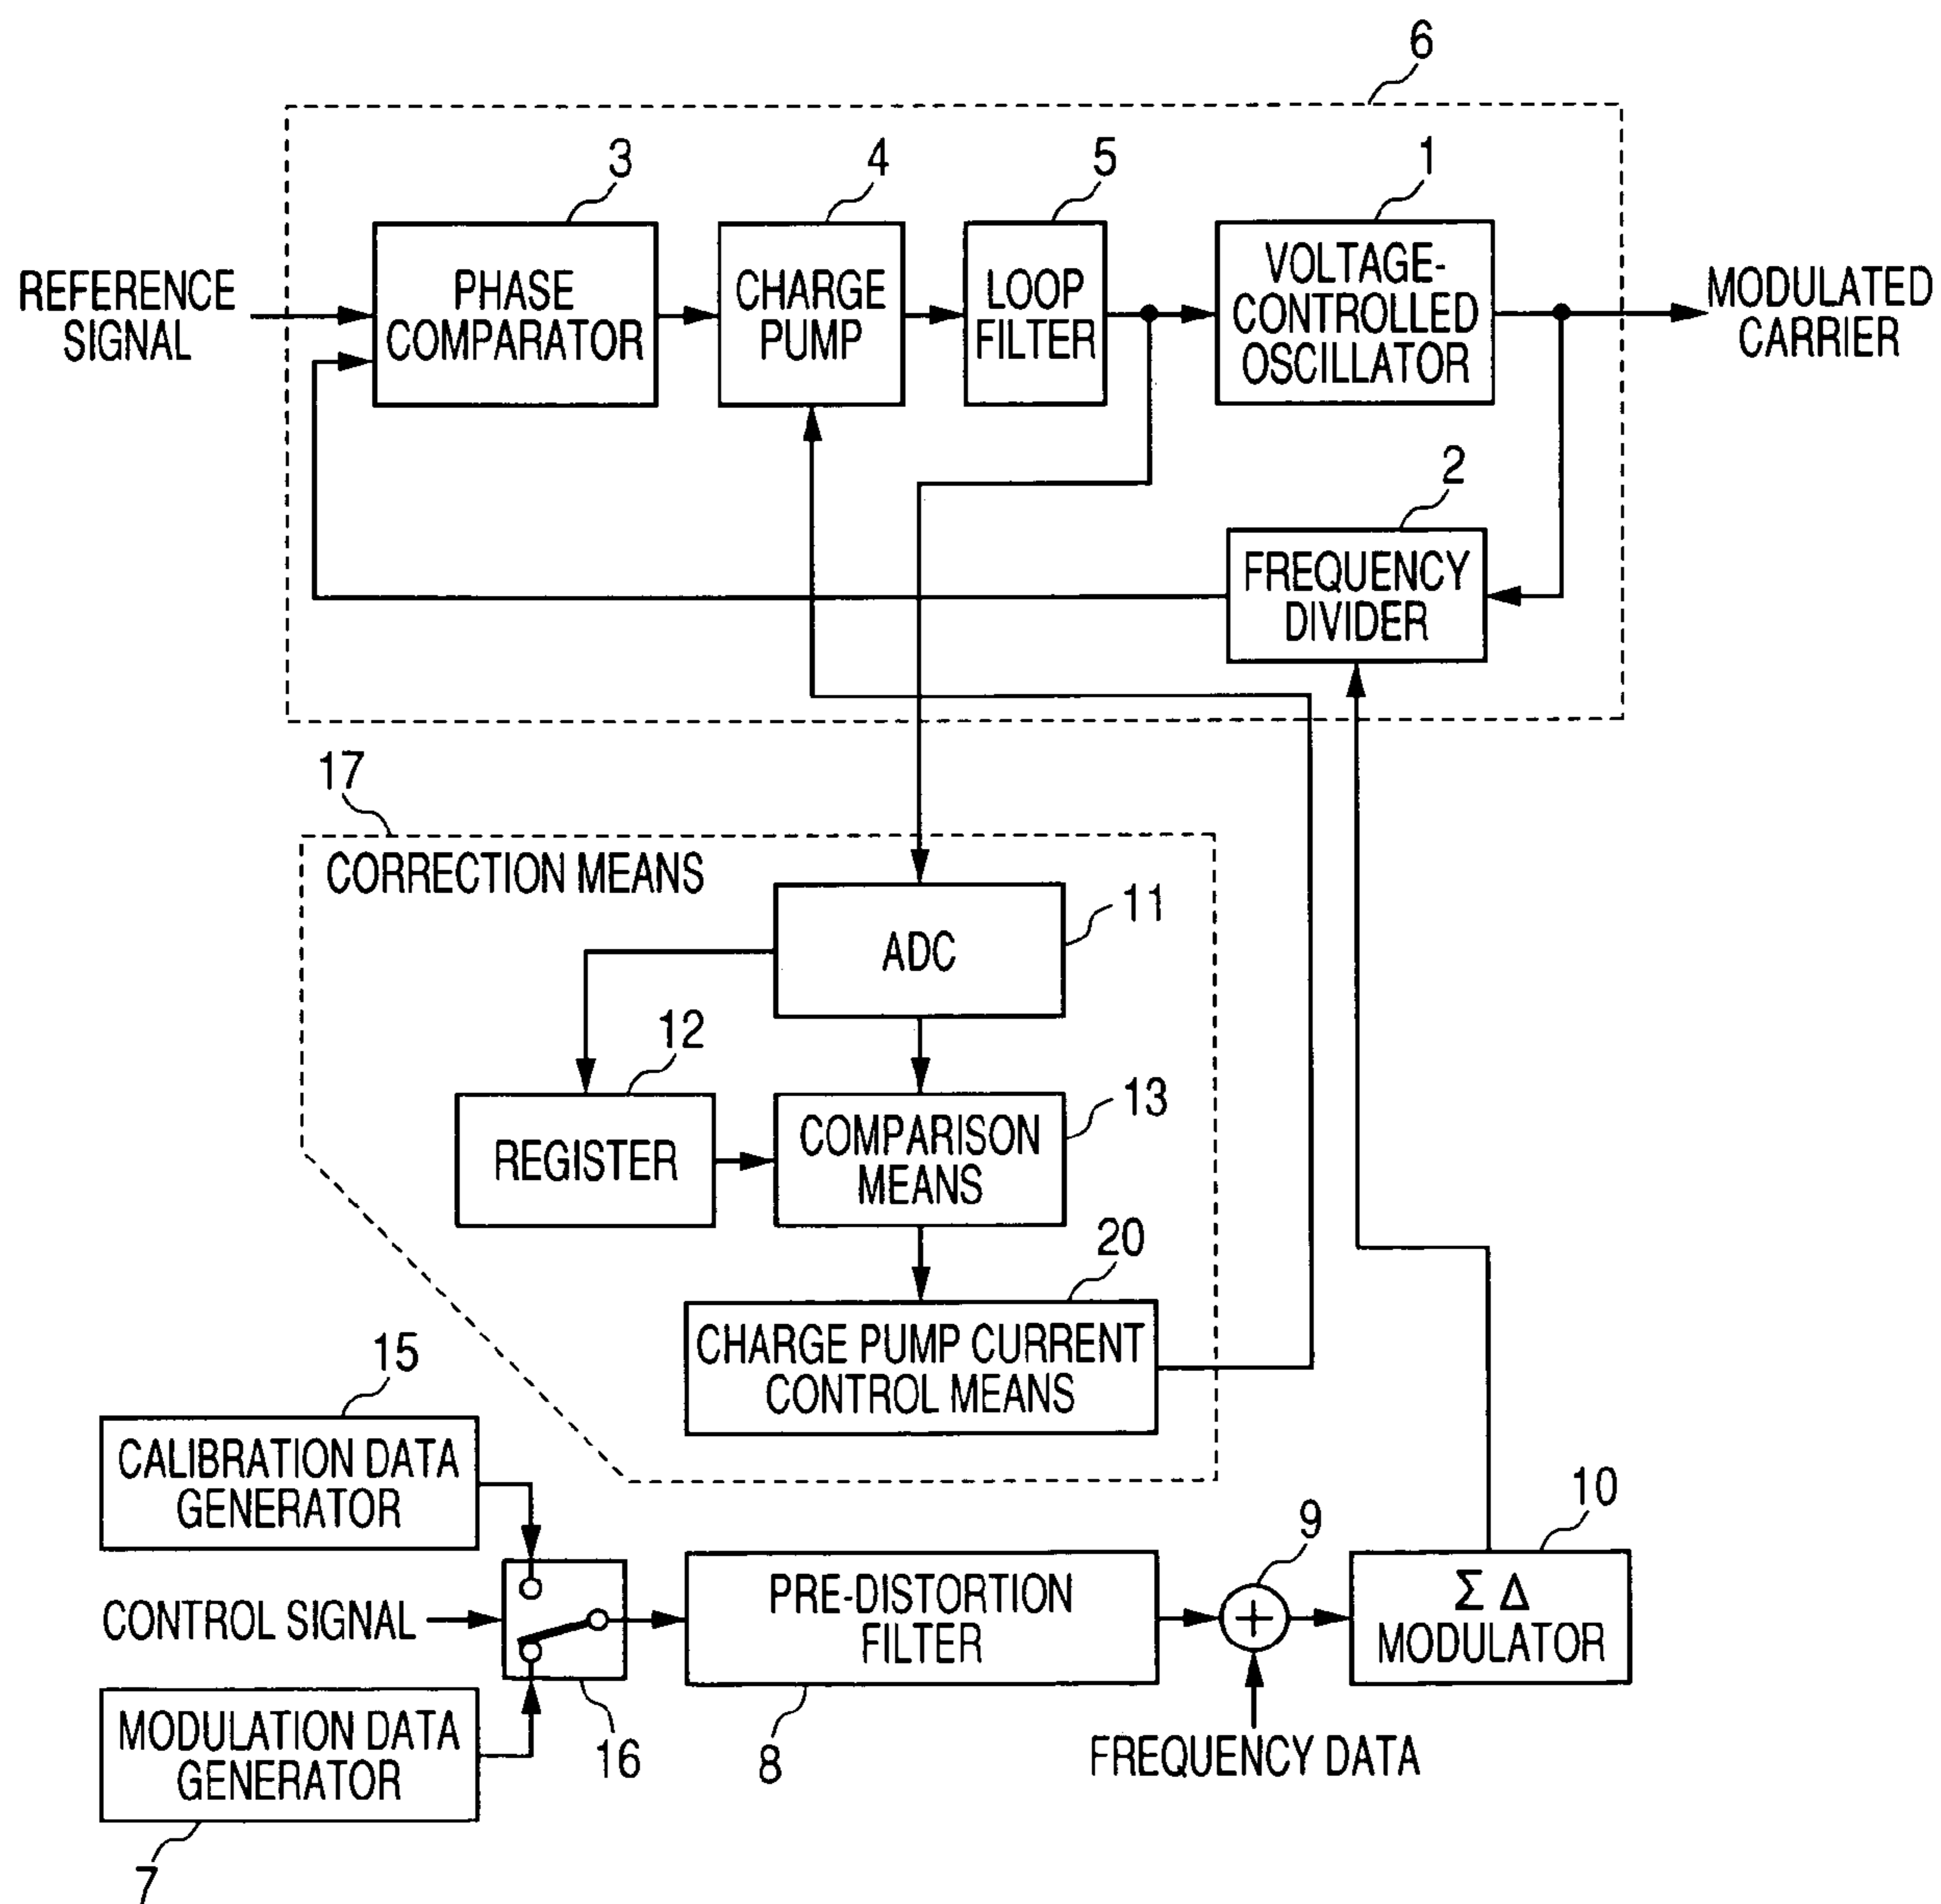 6
3
4
5
1
REFERENCE
SIGNAL
PHASE
COMPARATOR
CHARGE
PUMP
LOOP
FILTER
VOLTAGE-
CONTROLLED
OSCILLATOR
MODULATED
CARRIER
2
FREQUENCY
DIVIDER
17
CORRECTION MEANS
11
ADC
12
13
REGISTER
COMPARISON
MEANS
20
CHARGE PUMP CURRENT
CONTROL MEANS
15
CALIBRATION DATA
GENERATOR
CONTROL SIGNAL
16
PRE-DISTORTION
FILTER
8
9
+
FREQUENCY DATA
10
Σ Δ
MODULATOR
MODULATION DATA
GENERATOR
7